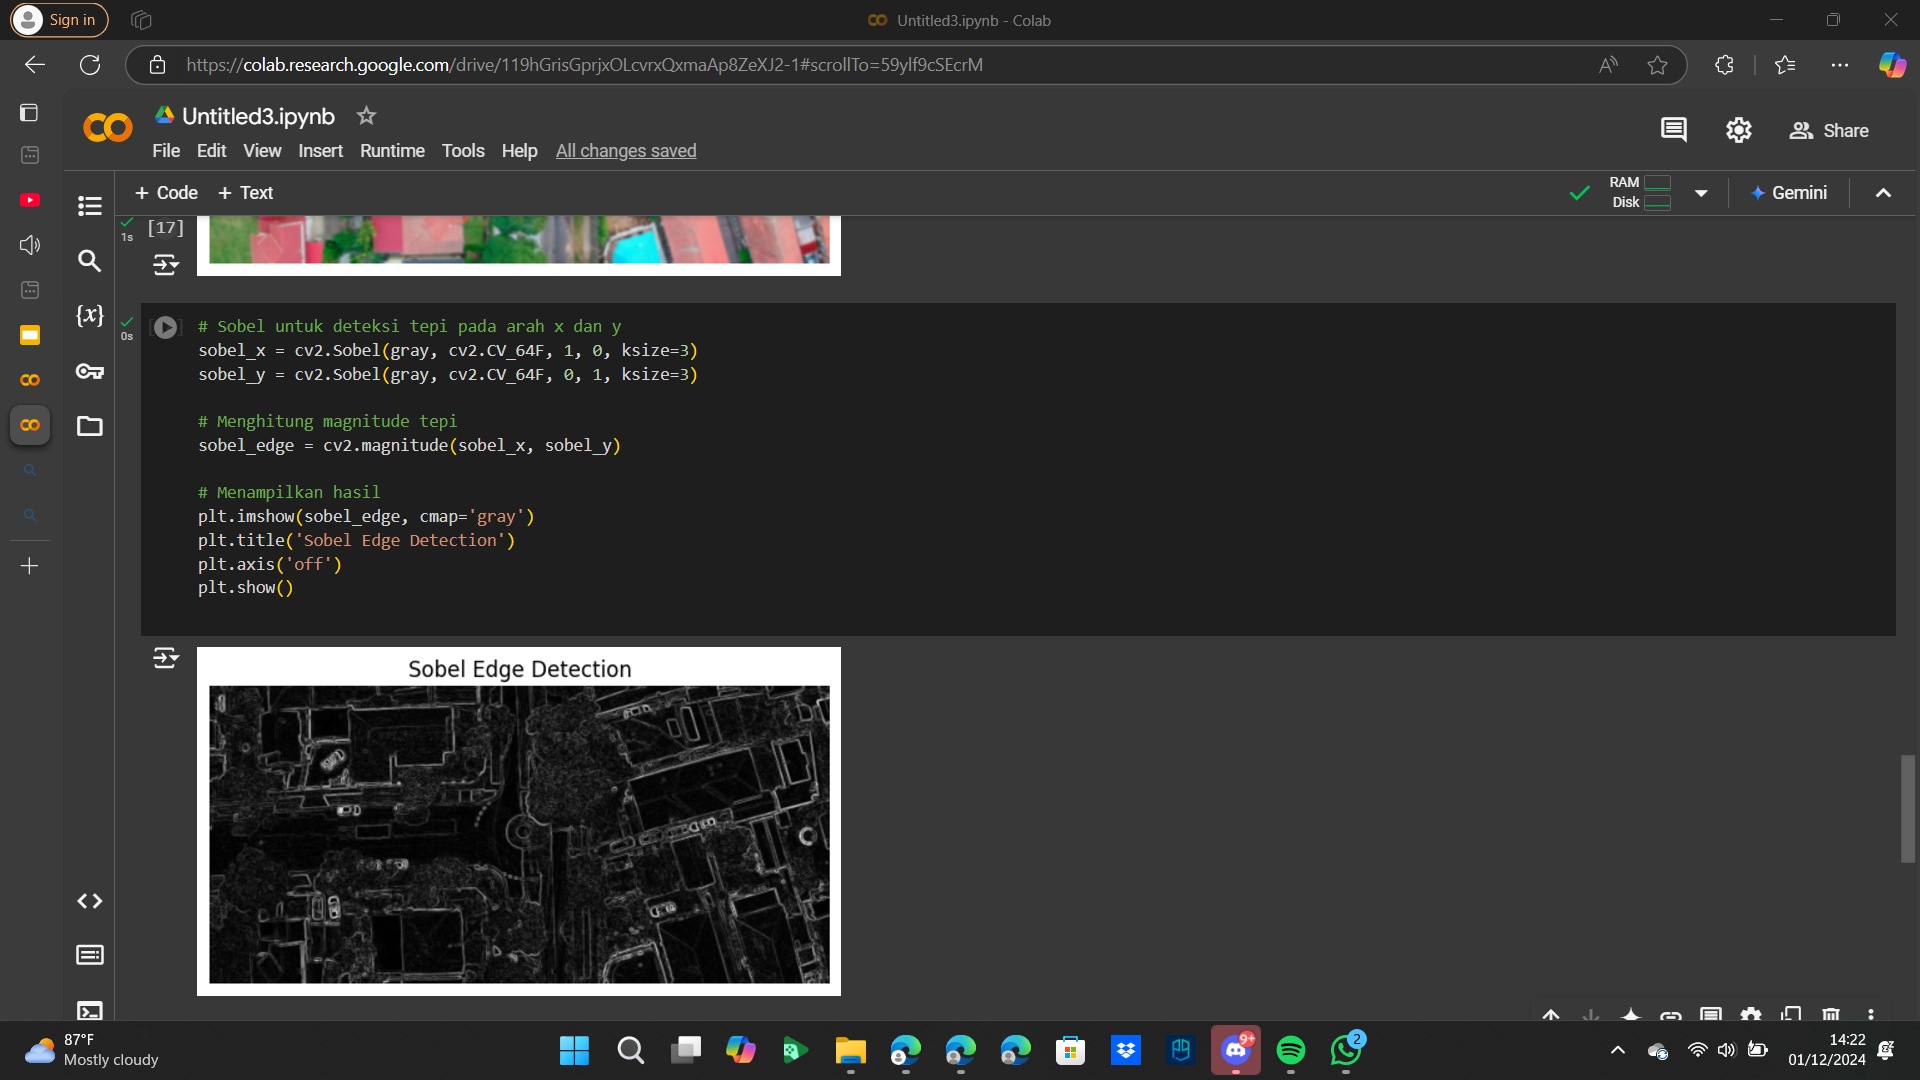 Sign in
Untitled3.ipynb - Colab
https://colab.research.google.com/drive/119hGrisGprjxOLcvrxQxmaAp8ZeXJ2-1#scrollTo=59ylf9cSEcrM
Untitled3.ipynb
File Edit View Insert Runtime Tools Help All changes saved
Share
+ Code + Text
RAM
Disk
Gemini
1s
[17]
0s
# Sobel untuk deteksi tepi pada arah x dan y
sobel_x = cv2.Sobel(gray, cv2.CV_64F, 1, 0, ksize=3)
sobel_y = cv2.Sobel(gray, cv2.CV_64F, 0, 1, ksize=3)
# Menghitung magnitude tepi
sobel_edge = cv2.magnitude(sobel_x, sobel_y)
# Menampilkan hasil
plt.imshow(sobel_edge, cmap='gray')
plt.title('Sobel Edge Detection')
plt.axis('off')
plt.show()
Sobel Edge Detection
87°F
Mostly cloudy
9+
2
14:22
01/12/2024